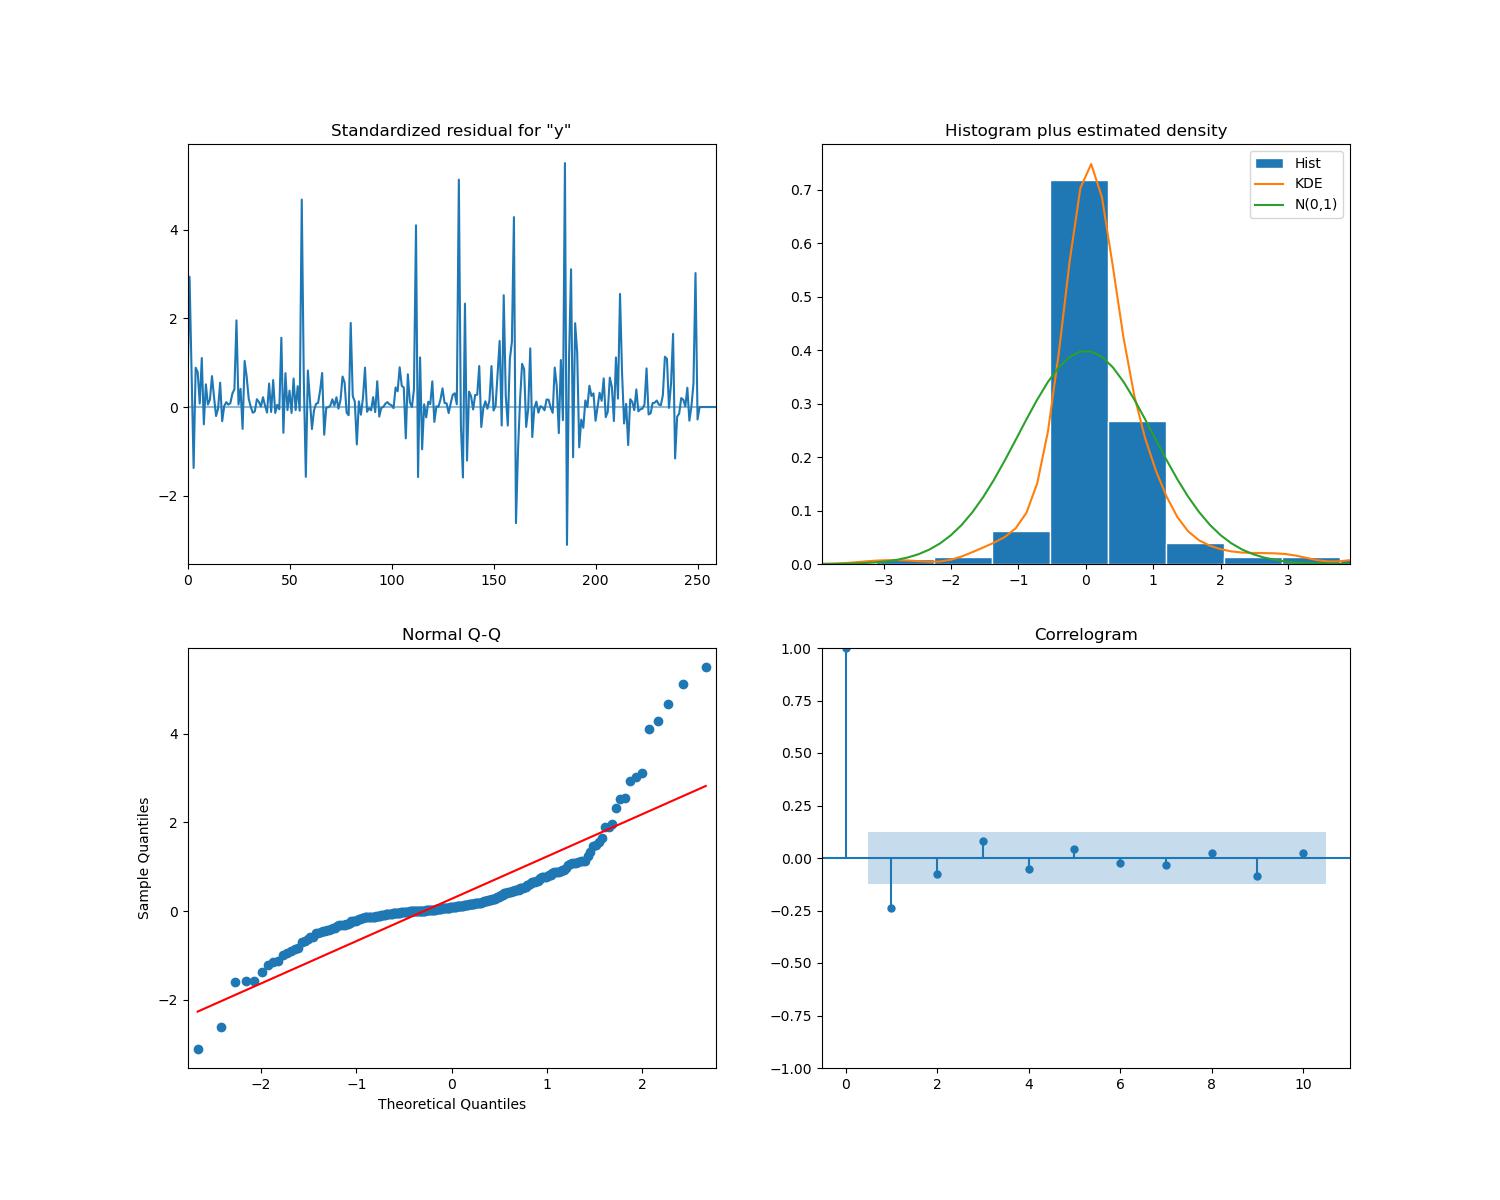 Standardized residual for "y"
4
2
0
−2
0 50 100 150 200 250
Histogram plus estimated density
Hist
KDE
N(0,1)
0.7
0.6
0.5
0.4
0.3
0.2
0.1
0.0
−3 −2 −1 0 1 2 3
Normal Q-Q
Sample Quantiles
4
2
0
−2
−2 −1 0 1 2
Theoretical Quantiles
Correlogram
1.00
0.75
0.50
0.25
0.00
−0.25
−0.50
−0.75
−1.00
0 2 4 6 8 10